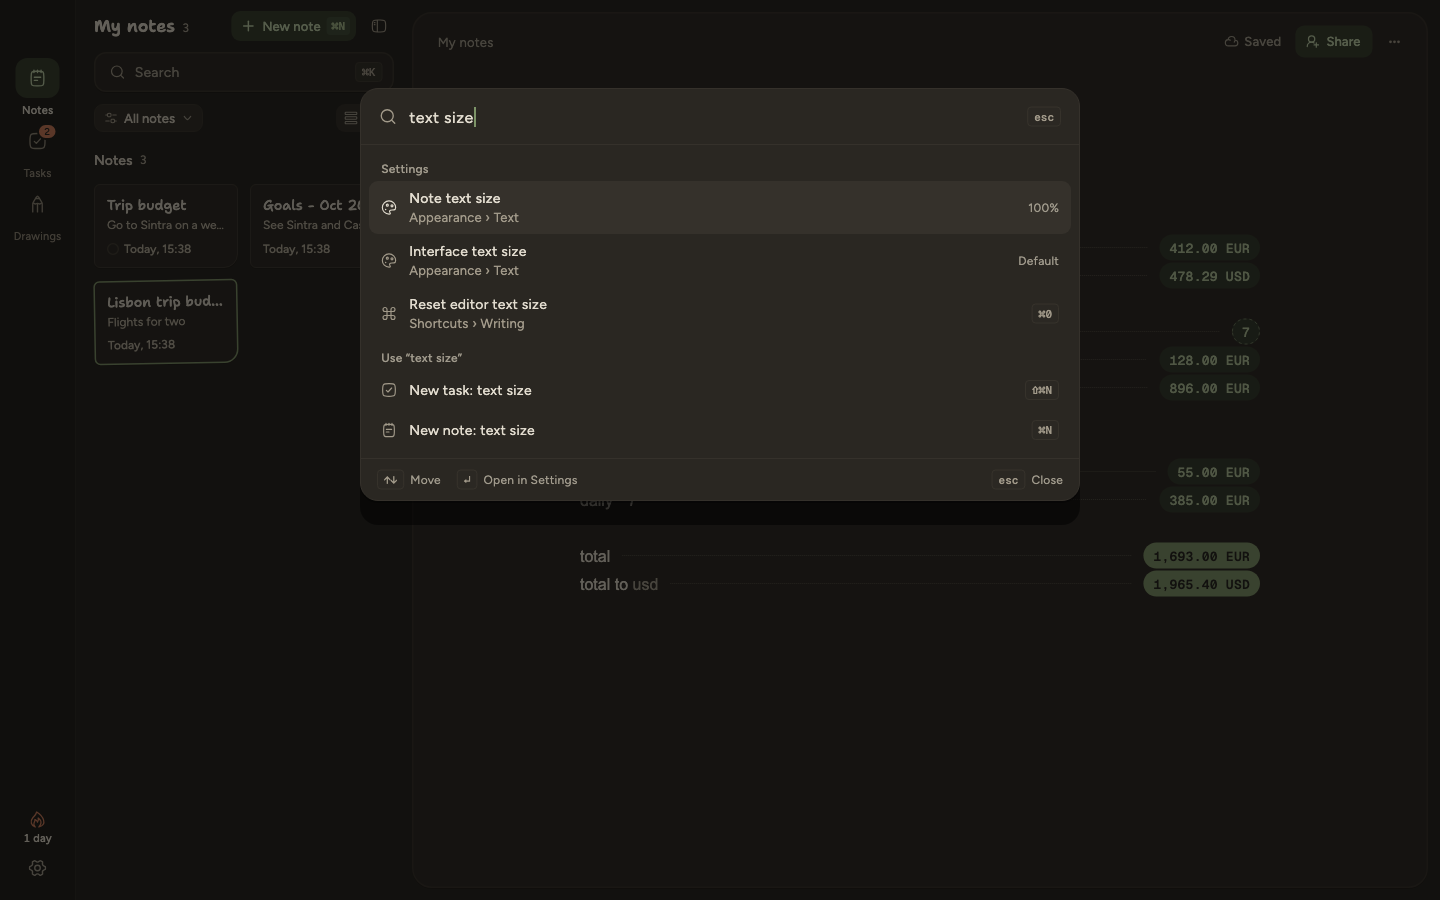 My notes 3
New note ⌘N
Search ⌘K
All notes
Notes 3
Trip budget
Go to Sintra on a we...
Today, 15:38
Goals - Oct 2
See Sintra and Ca
Today, 15:38
Lisbon trip bud...
Flights for two
Today, 15:38
Notes
2
Tasks
Drawings
1 day
My notes
Saved
Share
text size
esc
Settings
Note text size
Appearance › Text
100%
Interface text size
Appearance › Text
Default
Reset editor text size
Shortcuts › Writing
⌘0
Use “text size”
New task: text size
⇧⌘N
New note: text size
⌘N
Move
Open in Settings
esc Close
412.00 EUR
478.29 USD
7
128.00 EUR
896.00 EUR
55.00 EUR
daily 7
385.00 EUR
total
1,693.00 EUR
total to usd
1,965.40 USD